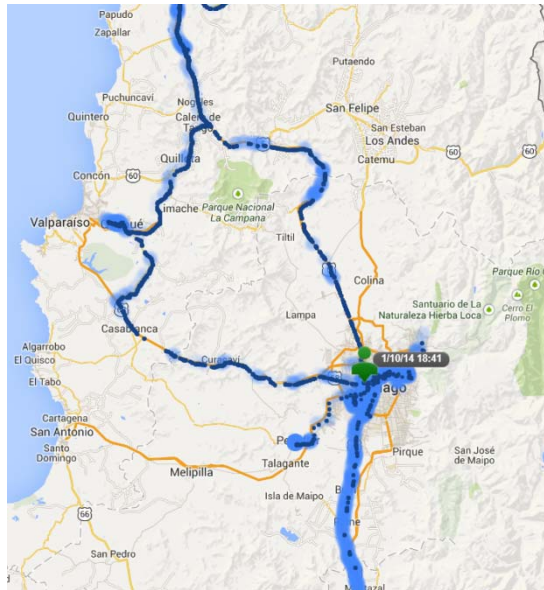 Papudo
Zapallar
Putaendo
Puchuncaví
Nogales
San Felipe
Quintero
San Esteban
Los Andes
60
60
Catemu
Concón
60
Quillota
Limache
Parque Nacional
La Campana
Valparaíso
Tiltil
Colina
Parque Río
Santuario de La
Naturaleza Hierba Loca
Cerro El
Plomo
Lampa
Casablanca
Algarrobo
El Quisco
El Tabo
Curacaví
1/10/14 18:41
Cartagena
San Antonio
Santo
Domingo
Talagante
Melipilla
Pirque
San José
de Maipo
Isla de Maipo
66
San Pedro